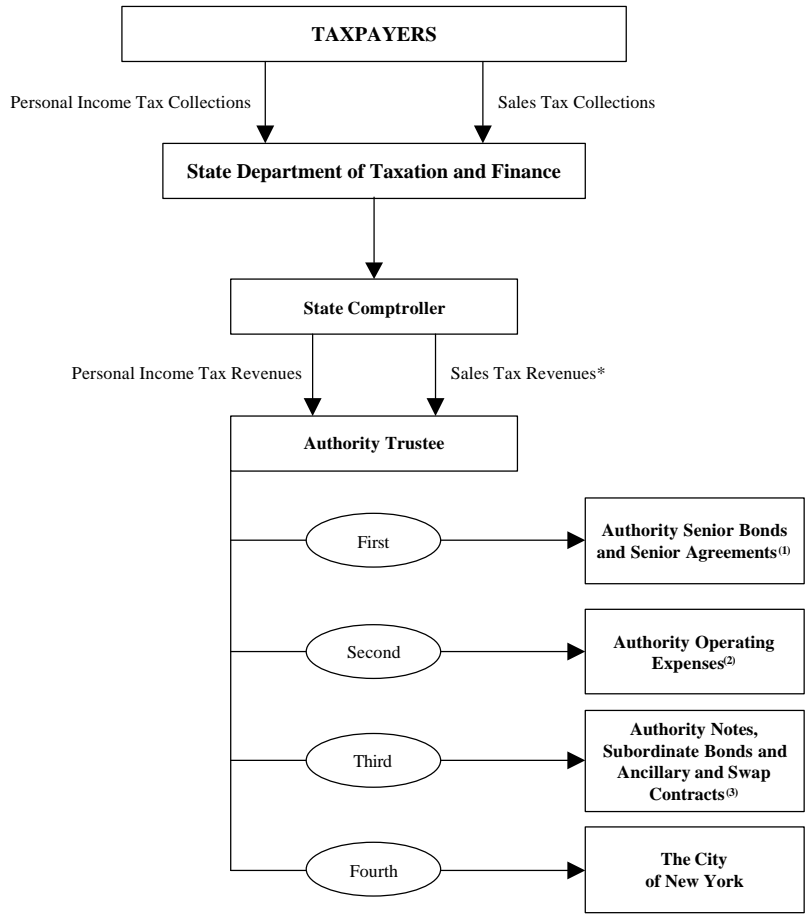 TAXPAYERS
Personal Income Tax Collections
Sales Tax Collections
State Department of Taxation and Finance
State Comptroller
Personal Income Tax Revenues
Sales Tax Revenues*
Authority Trustee
First
Authority Senior Bonds
and Senior Agreements(1)
Second
Authority Operating
Expenses(2)
Third
Authority Notes,
Subordinate Bonds and
Ancillary and Swap
Contracts(3)
Fourth
The City
of New York